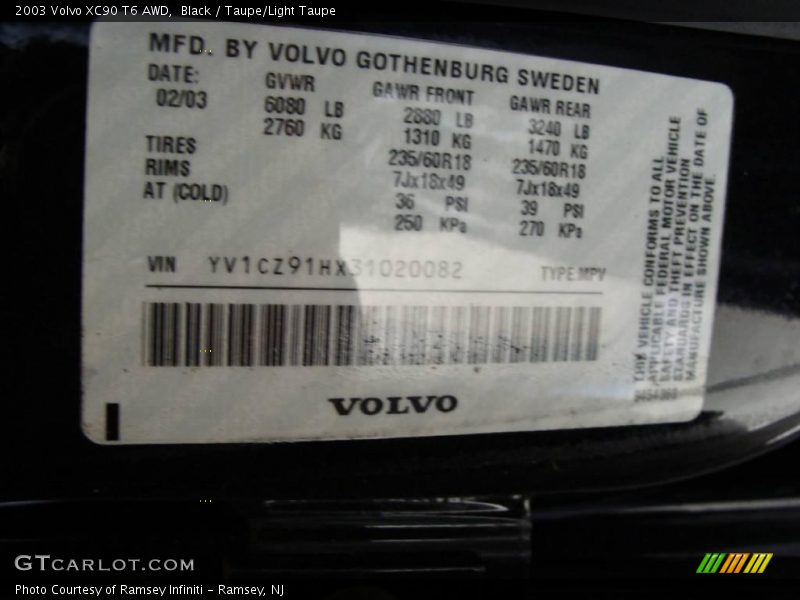 2003 Volvo XC90 T6 AWD, Black / Taupe/Light Taupe
MFD. BY VOLVO GOTHENBURG SWEDEN
DATE: GVWR GAWR FRONT GAWR REAR
02/03 6080 LB 2880 LB 3240 LB
2760 KG 1310 KG 1470 KG
TIRES 235/60R18 235/60R18
RIMS 7Jx18x49 7Jx18x49
AT (COLD) 36 PSI 39 PSI
250 KPa 270 KPa
VIN YV1CZ91HX31020082 TYPE:MPV
VOLVO
THIS VEHICLE CONFORMS TO ALL
APPLICABLE FEDERAL MOTOR VEHICLE
SAFETY AND THEFT PREVENTION
STANDARDS IN EFFECT ON THE DATE OF
MANUFACTURE SHOWN ABOVE.
GTCARLOT.COM
Photo Courtesy of Ramsey Infiniti - Ramsey, NJ